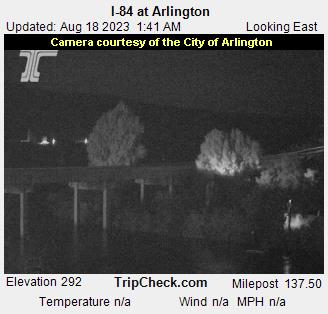 I-84 at Arlington
Updated: Aug 18 2023 1:41 AM Looking East
Camera courtesy of the City of Arlington
Elevation 292 TripCheck.com Milepost 137.50
Temperature n/a Wind n/a MPH n/a